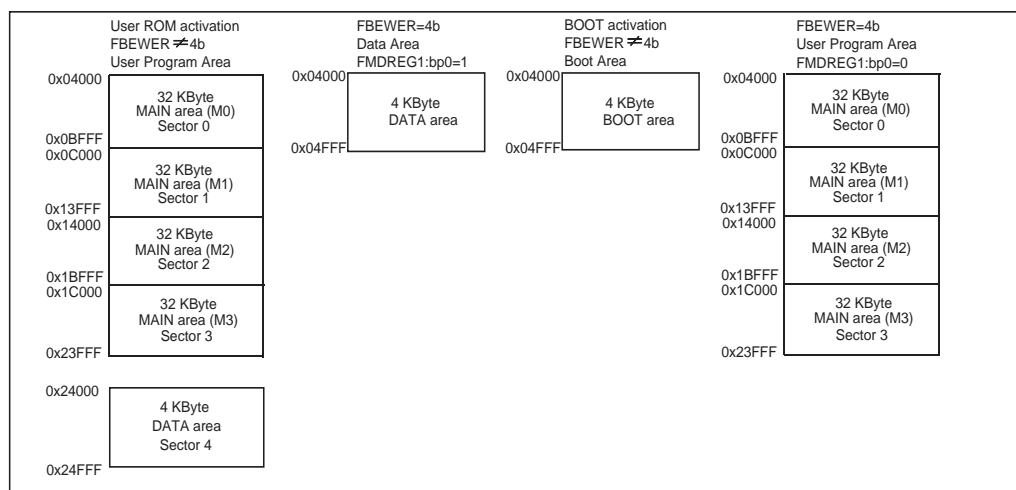 User ROM activation
FBEWER≠4b
User Program Area
0x04000
32 KByte
MAIN area (M0)
Sector 0
0x0BFFF
0x0C000
32 KByte
MAIN area (M1)
Sector 1
0x13FFF
0x14000
32 KByte
MAIN area (M2)
Sector 2
0x1BFFF
0x1C000
32 KByte
MAIN area (M3)
Sector 3
0x23FFF
0x24000
4 KByte
DATA area
Sector 4
0x24FFF
FBEWER=4b
Data Area
FMDREG1:bp0=1
0x04000
4 KByte
DATA area
0x04FFF
BOOT activation
FBEWER≠4b
Boot Area
0x04000
4 KByte
BOOT area
0x04FFF
FBEWER=4b
User Program Area
FMDREG1:bp0=0
0x04000
32 KByte
MAIN area (M0)
Sector 0
0x0BFFF
0x0C000
32 KByte
MAIN area (M1)
Sector 1
0x13FFF
0x14000
32 KByte
MAIN area (M2)
Sector 2
0x1BFFF
0x1C000
32 KByte
MAIN area (M3)
Sector 3
0x23FFF